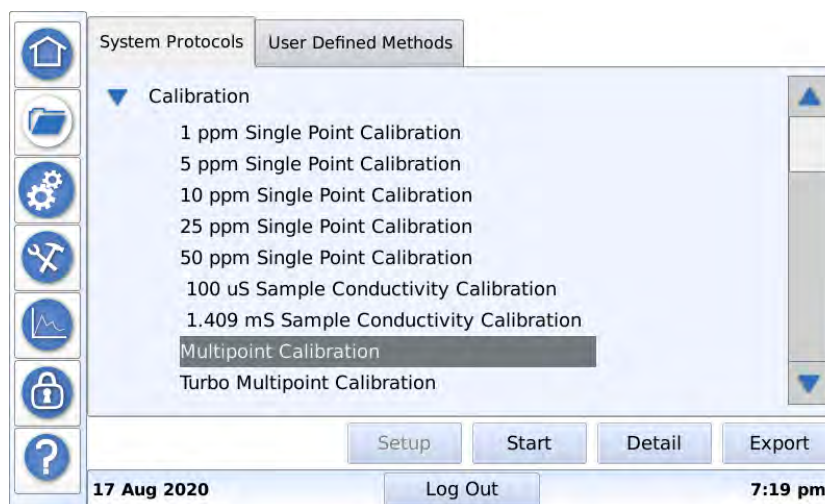 System Protocols User Defined Methods
Calibration
1 ppm Single Point Calibration
5 ppm Single Point Calibration
10 ppm Single Point Calibration
25 ppm Single Point Calibration
50 ppm Single Point Calibration
100 uS Sample Conductivity Calibration
1.409 mS Sample Conductivity Calibration
Multipoint Calibration
Turbo Multipoint Calibration
Setup Start Detail Export
?
17 Aug 2020 Log Out 7:19 pm